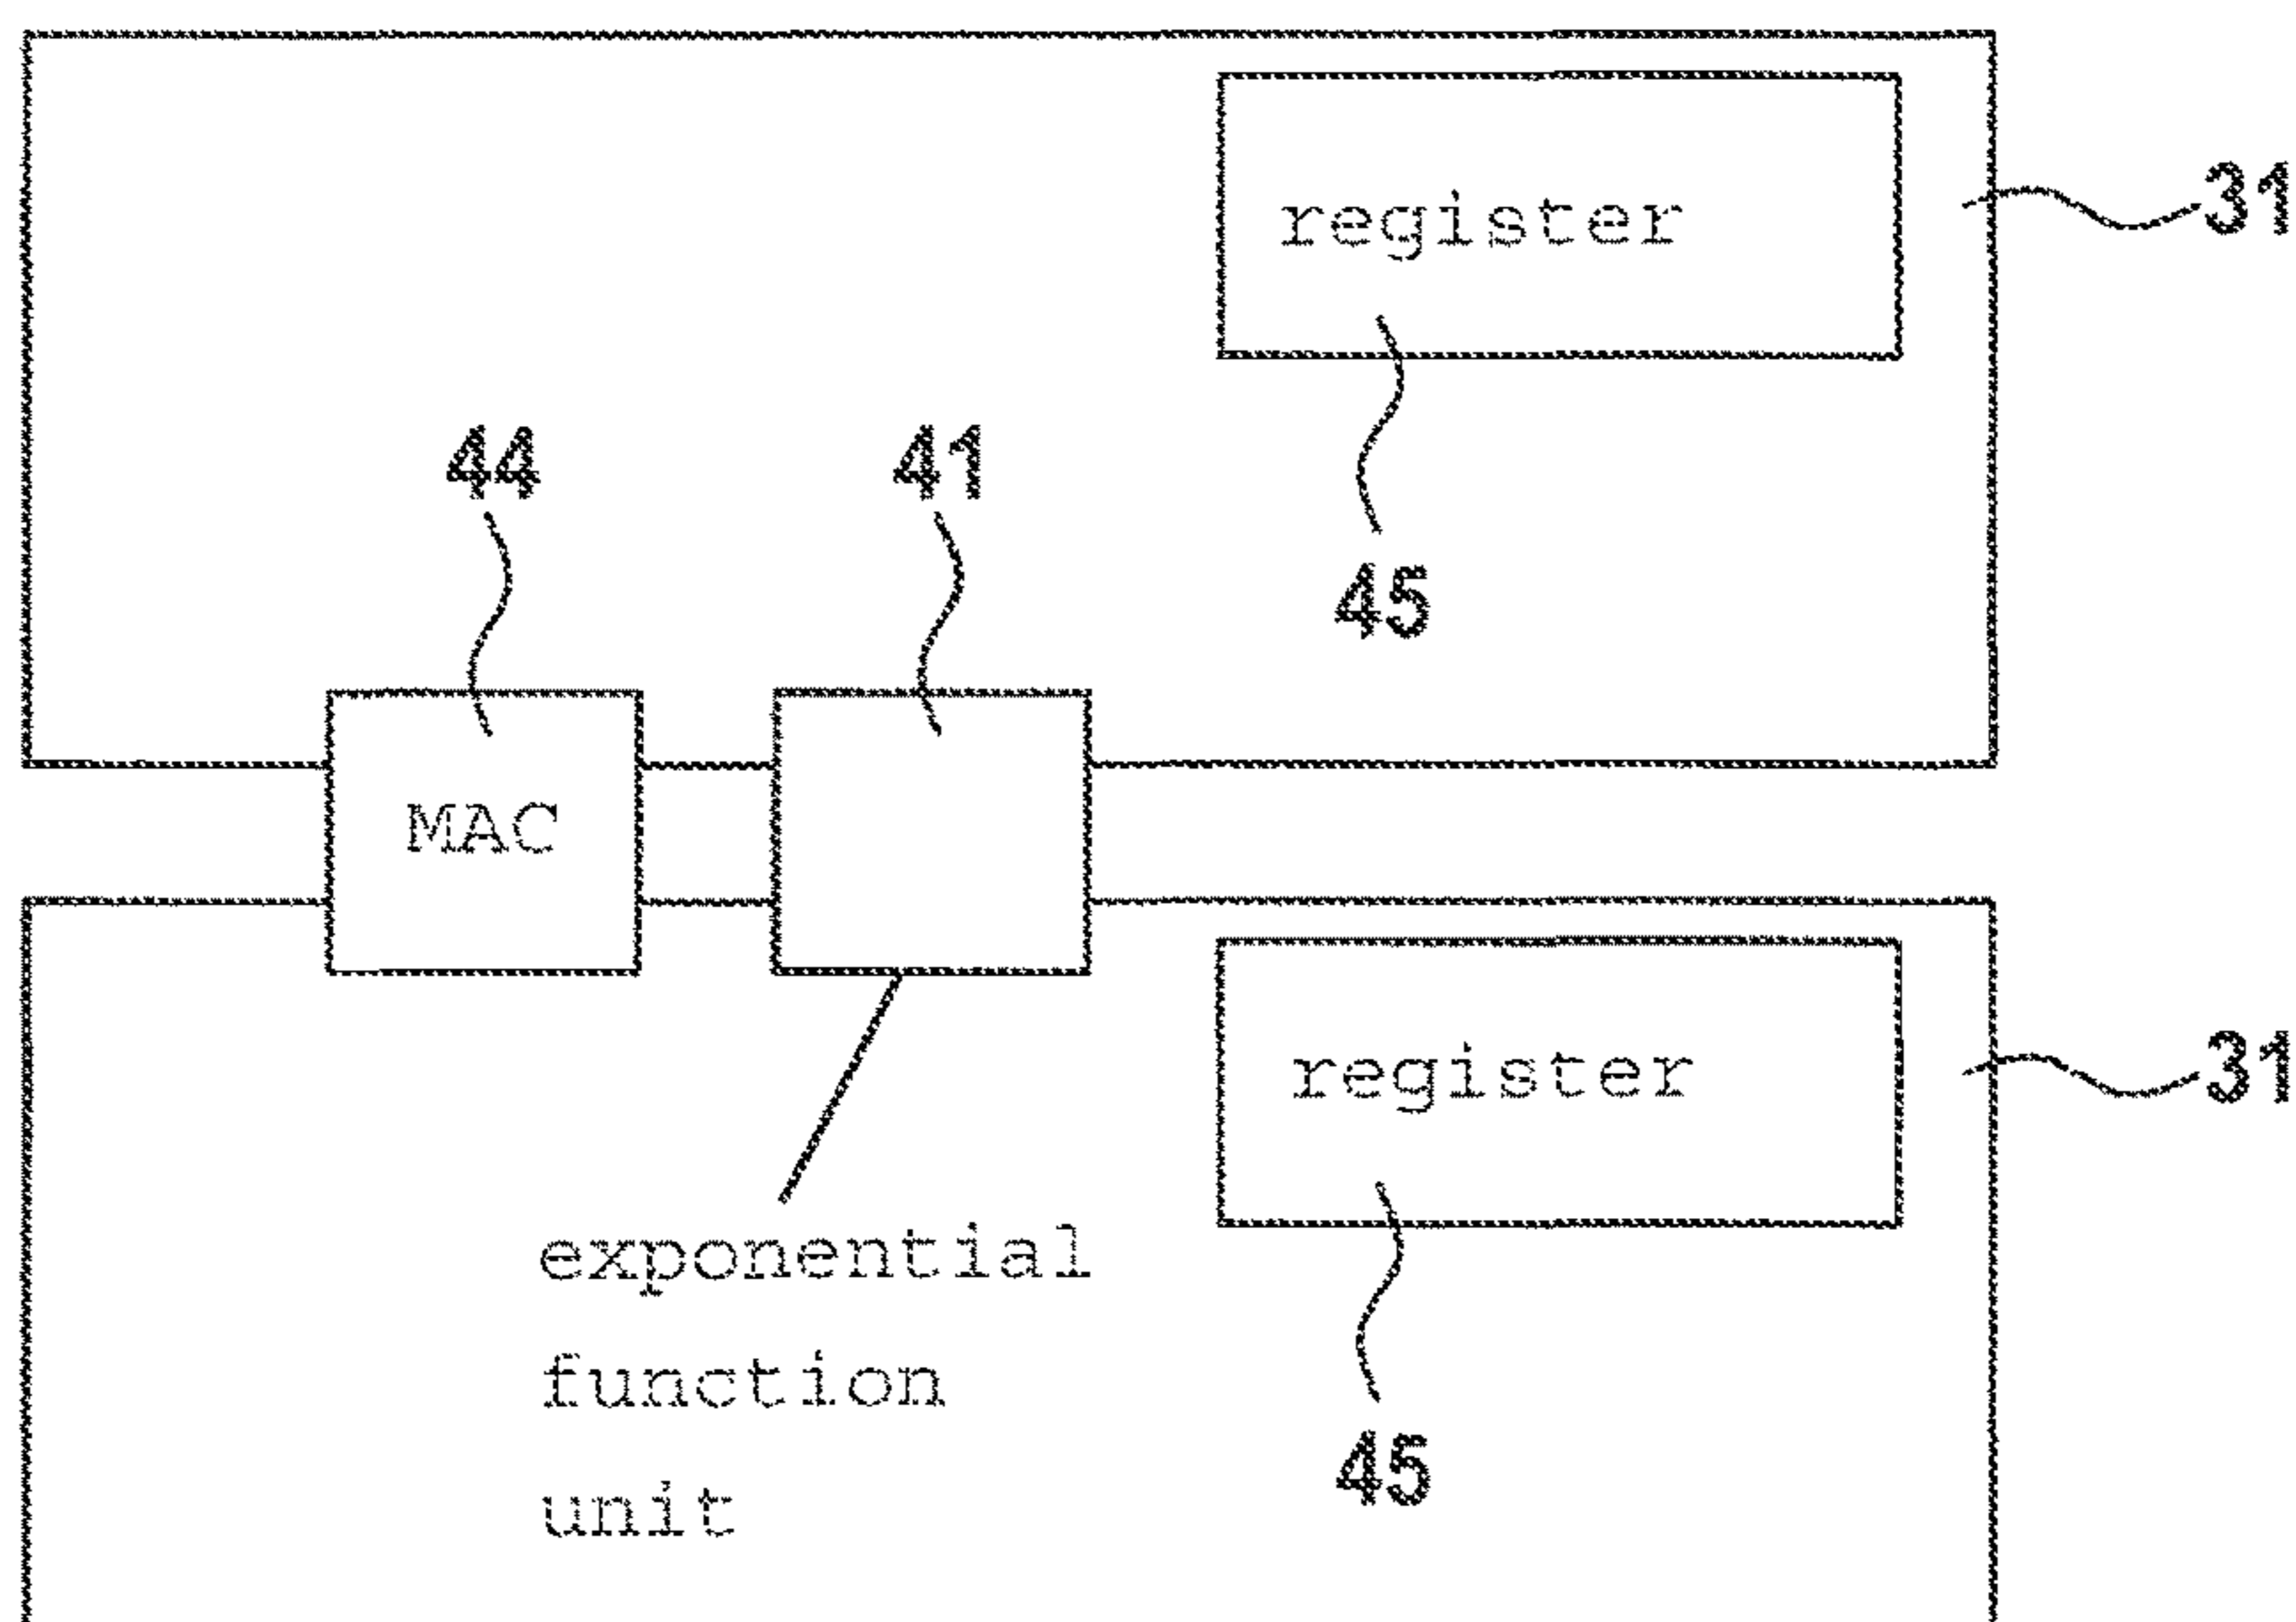 register
31
44
41
45
MAC
register
31
exponential
function
unit
45